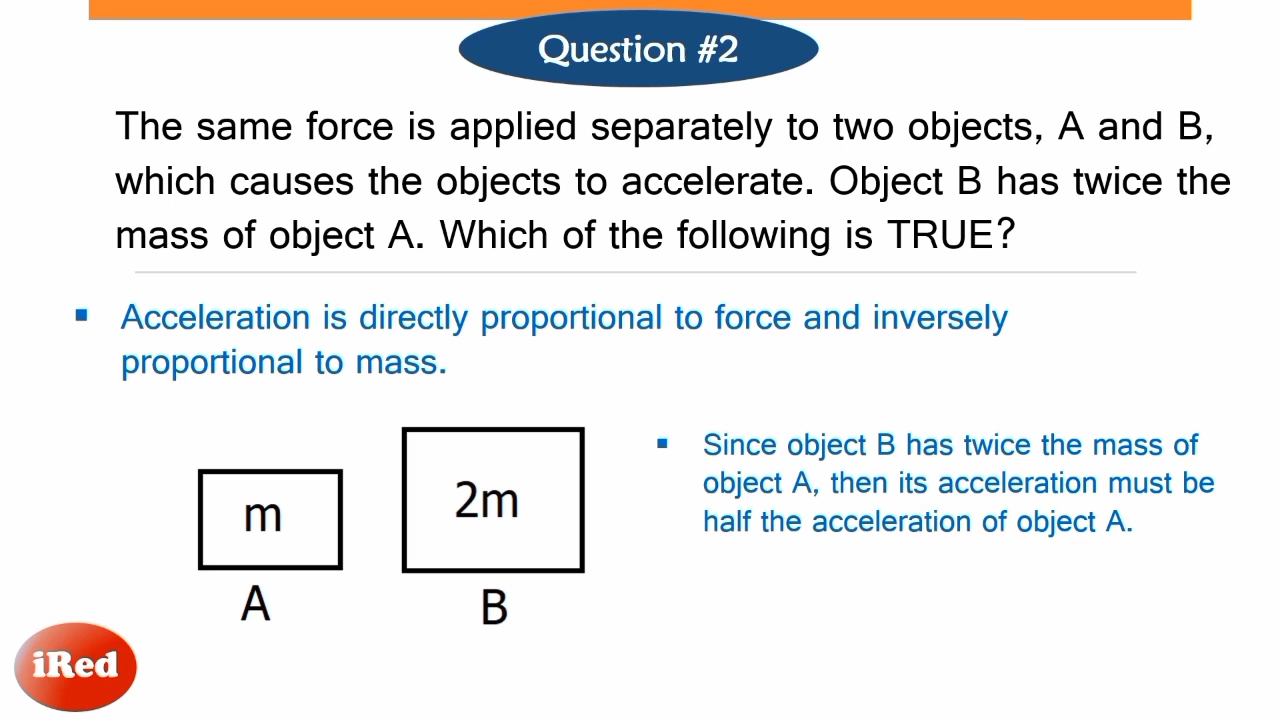 Question #2
The same force is applied separately to two objects, A and B,
which causes the objects to accelerate. Object B has twice the
mass of object A. Which of the following is TRUE?
▪ Acceleration is directly proportional to force and inversely
proportional to mass.
▪ Since object B has twice the mass of
object A, then its acceleration must be
half the acceleration of object A.
m
2m
A
B
iRed